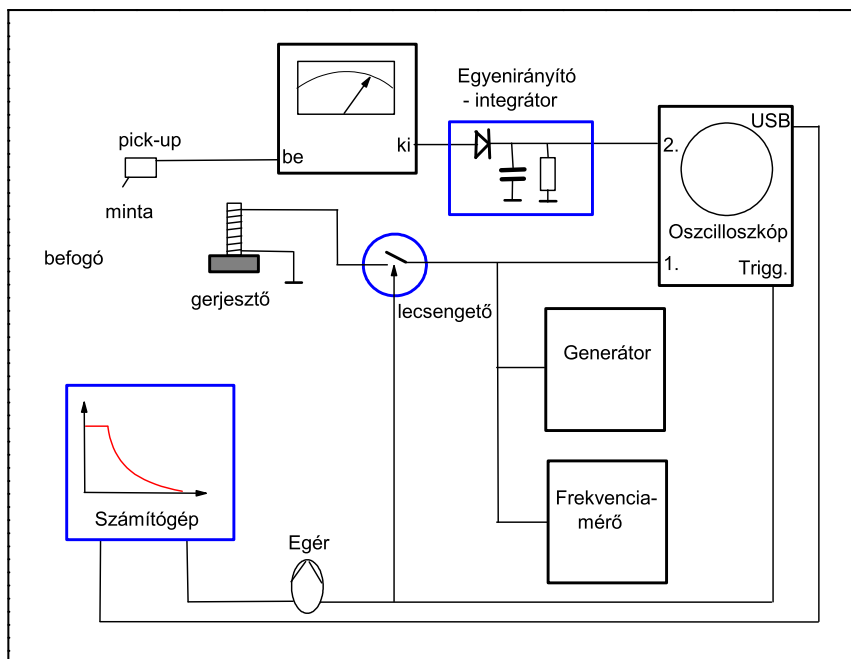 Egyenirányító
- integrátor
USB
pick-up
be
ki
2.
minta
Oszcilloszkóp
befogó
1.
Trigg.
gerjesztő
lecsengető
Generátor
Frekvencia-
mérő
Számítógép
Egér